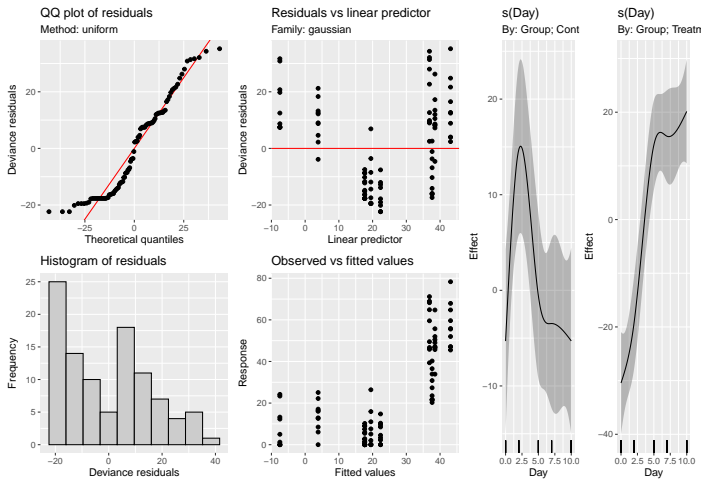 QQ plot of residuals
Method: uniform
Deviance residuals
20
0
−20
−25
0
25
Theoretical quantiles
Residuals vs linear predictor
Family: gaussian
Deviance residuals
20
0
−20
−10
0
10
20
30
40
Linear predictor
Histogram of residuals
Frequency
25
20
15
10
5
0
−20
0
20
40
Deviance residuals
Observed vs fitted values
Response
80
60
40
20
0
−10
0
10
20
30
40
Fitted values
s(Day)
By: Group; Cont
Effect
20
10
0
−10
0.0
2.5
5.0
7.5
10.0
Day
s(Day)
By: Group; Treatm
Effect
20
0
−20
−40
0.0
2.5
5.0
7.5
10.0
Day